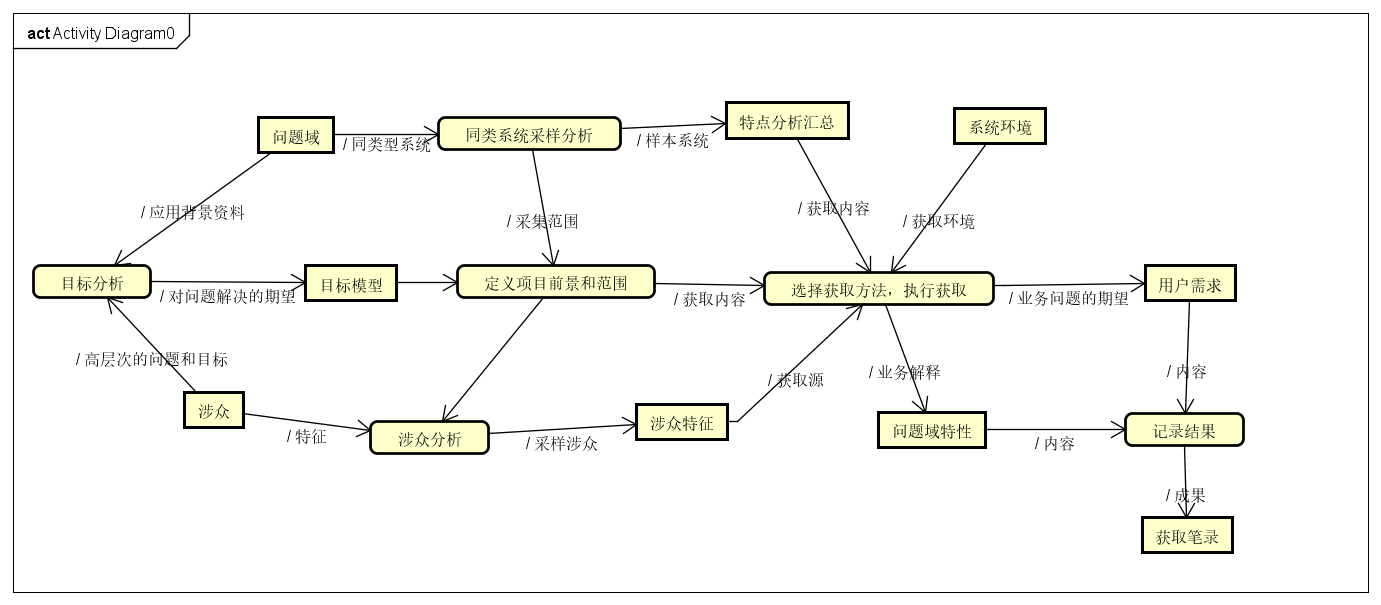 act Activity Diagram0
问题域
/ 同类型系统
同类系统采样分析
/ 样本系统
特点分析汇总
系统环境
/ 应用背景资料
/ 采集范围
/ 获取内容
/ 获取环境
目标分析
/ 对问题解决的期望
目标模型
定义项目前景和范围
/ 获取内容
选择获取方法，执行获取
/ 业务问题的期望
用户需求
/ 高层次的问题和目标
/ 获取源
/ 业务解释
/ 内容
涉众
/ 特征
涉众分析
/ 采样涉众
涉众特征
问题域特性
/ 内容
记录结果
/ 成果
获取笔录